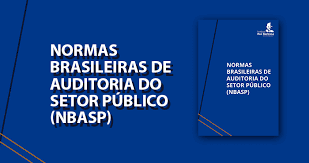 NORMAS
BRASILEIRAS DE
AUDITORIA DO
SETOR PÚBLICO
(NBASP)
NORMAS
BRASILEIRAS DE
AUDITORIA DO SETOR
PÚBLICO
(NBASP)